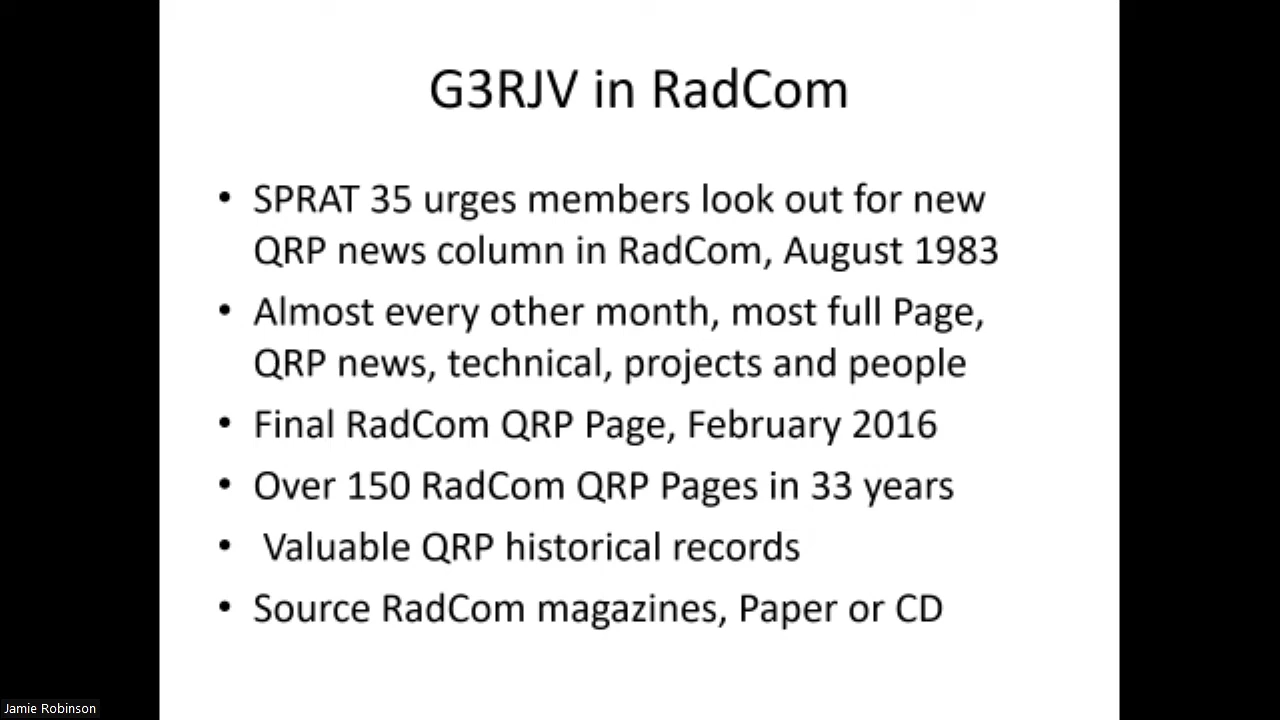 G3RJV in RadCom
• SPRAT 35 urges members look out for new
QRP news column in RadCom, August 1983
• Almost every other month, most full Page,
QRP news, technical, projects and people
• Final RadCom QRP Page, February 2016
• Over 150 RadCom QRP Pages in 33 years
• Valuable QRP historical records
• Source RadCom magazines, Paper or CD
Jamie Robinson